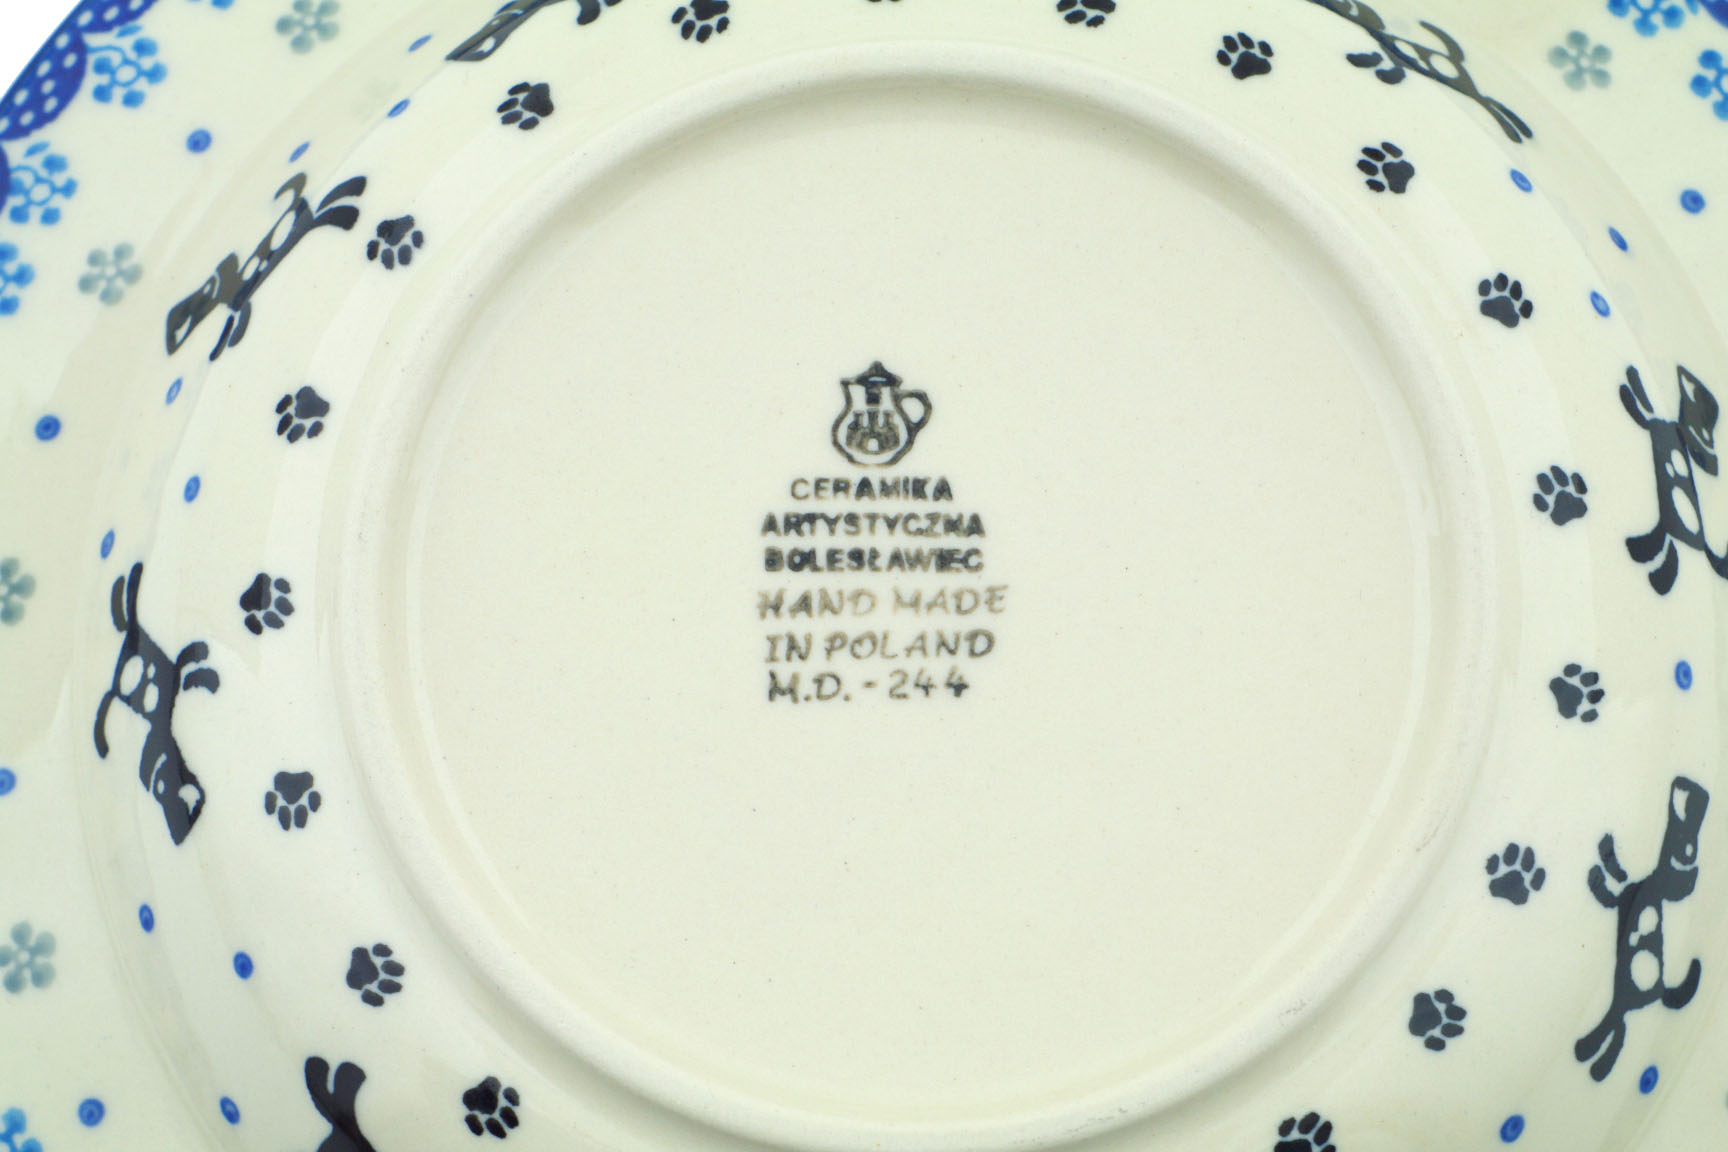 CERAMIKA
ARTYSTYCZNA
BOLESŁAWIEC
HAND MADE
IN POLAND
M.D. - 244